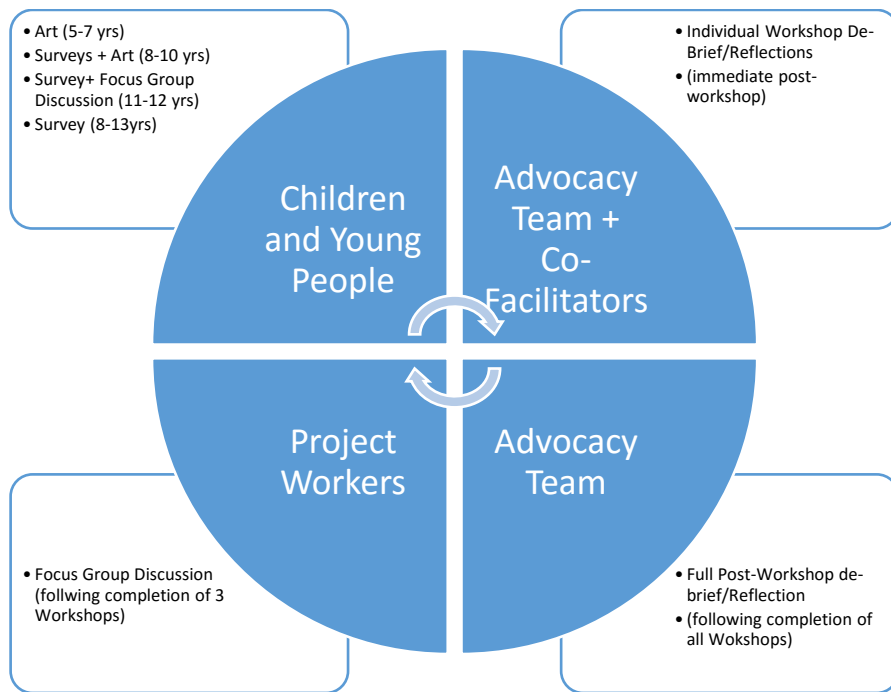 • Art (5-7 yrs)
• Surveys + Art (8-10 yrs)
• Survey+ Focus Group
Discussion (11-12 yrs)
• Survey (8-13yrs)
• Individual Workshop De-
Brief/Reflections
• (immediate post-
workshop)
Children
and Young
People
Advocacy
Team +
Co-
Facilitators
Project
Workers
Advocacy
Team
• Focus Group Discussion
(follwing completion of 3
Workshops)
• Full Post-Workshop de-
brief/Reflection
• (following completion of
all Wokshops)